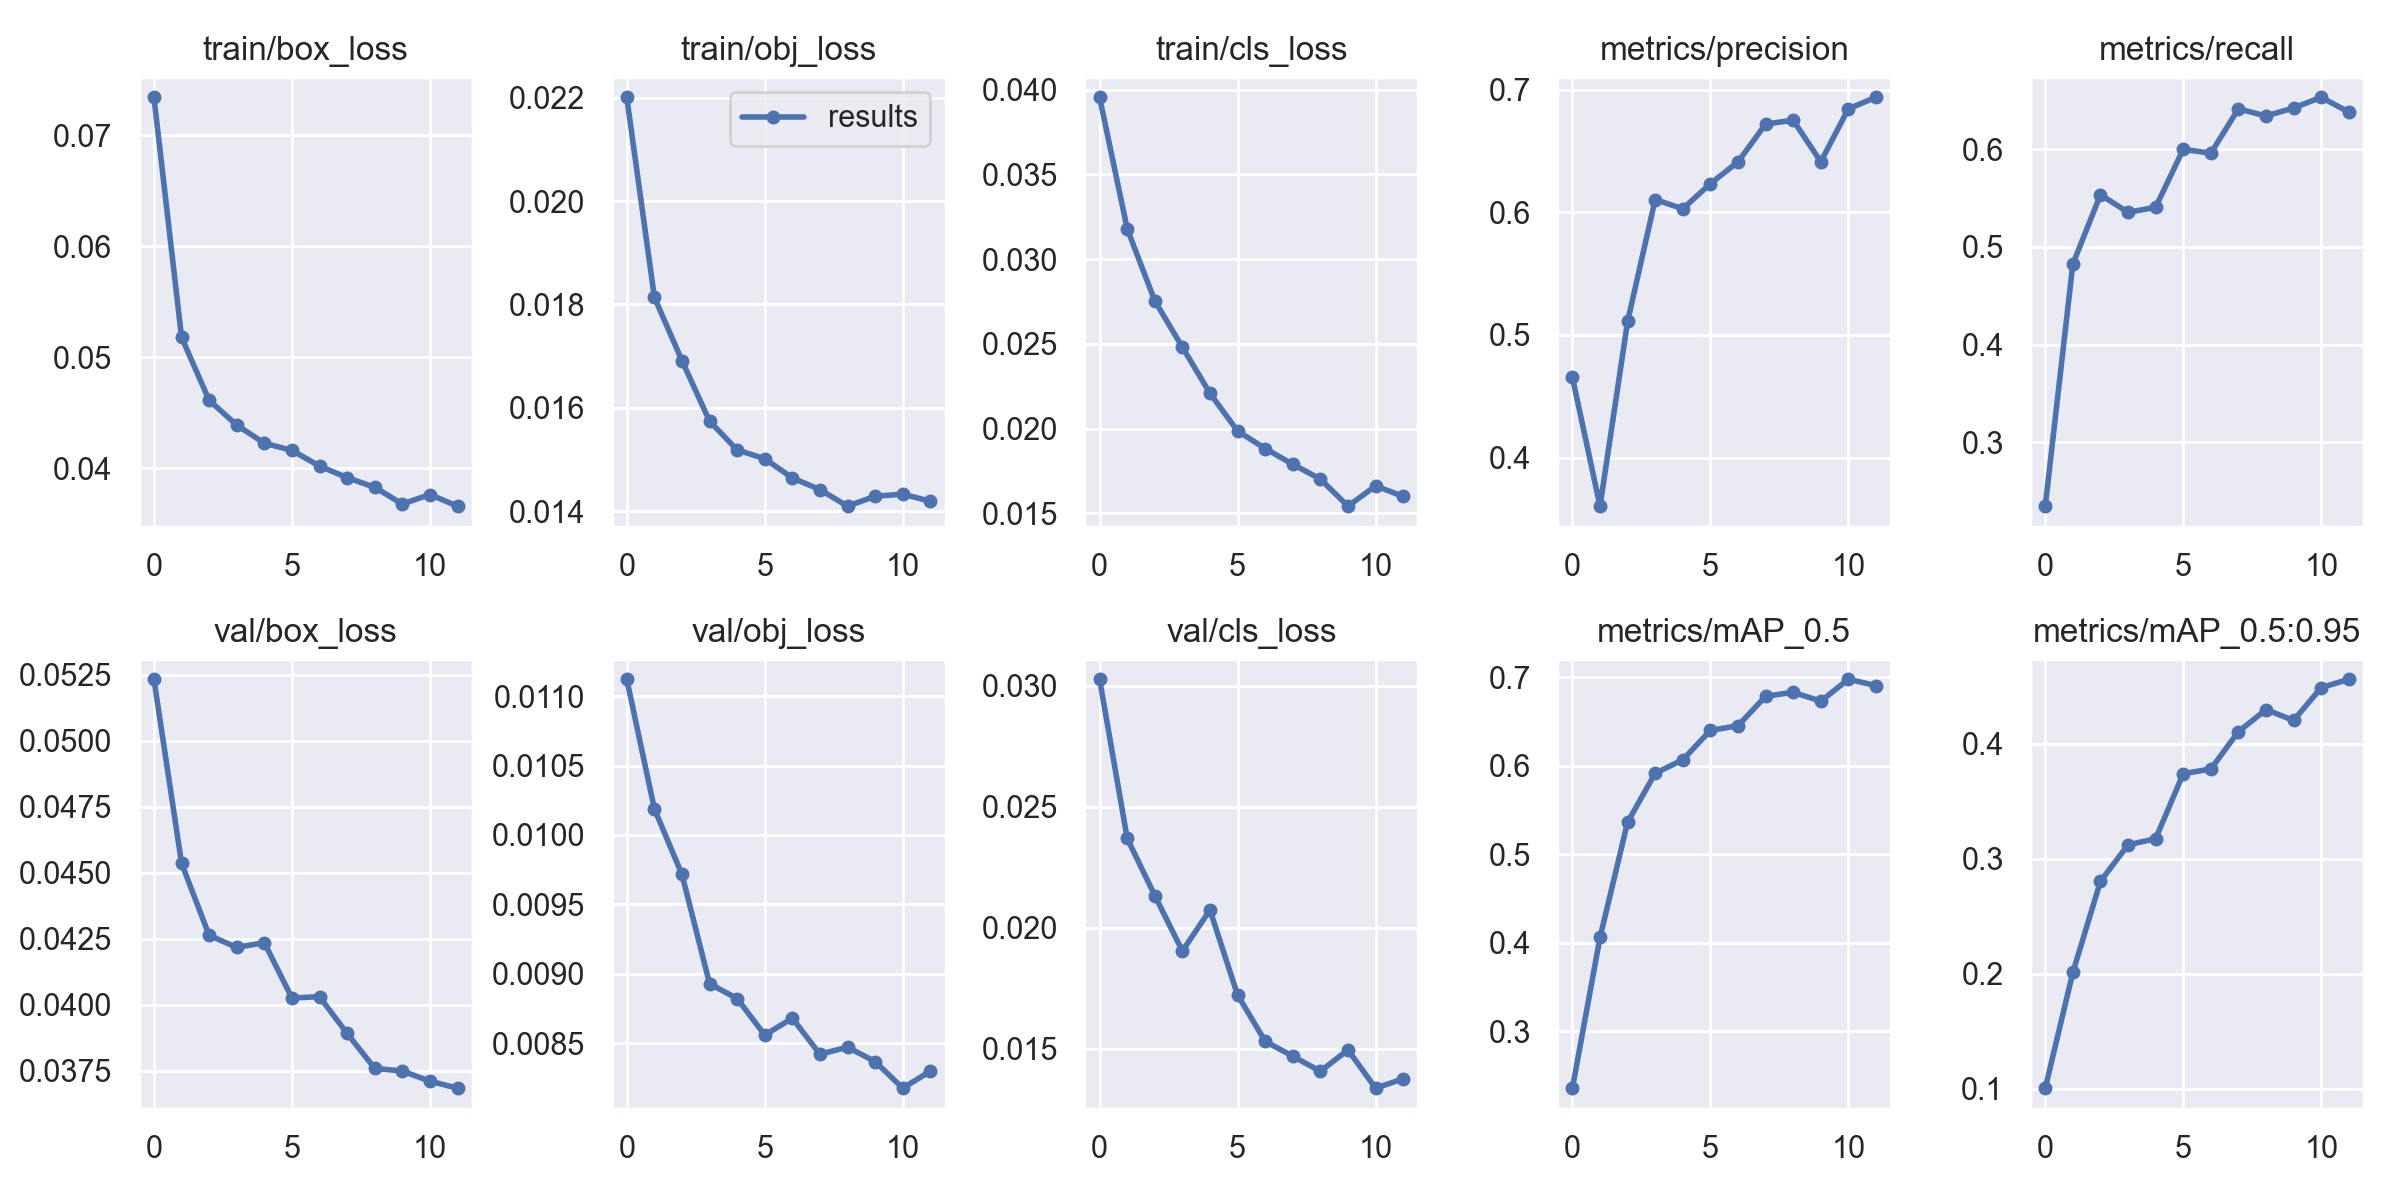 train/box_loss
0.07
0.06
0.05
0.04
0 5 10
train/obj_loss
results
0.022
0.020
0.018
0.016
0.014
0 5 10
train/cls_loss
0.040
0.035
0.030
0.025
0.020
0.015
0 5 10
metrics/precision
0.7
0.6
0.5
0.4
0 5 10
metrics/recall
0.6
0.5
0.4
0.3
0 5 10
val/box_loss
0.0525
0.0500
0.0475
0.0450
0.0425
0.0400
0.0375
0 5 10
val/obj_loss
0.0110
0.0105
0.0100
0.0095
0.0090
0.0085
0 5 10
val/cls_loss
0.030
0.025
0.020
0.015
0 5 10
metrics/mAP_0.5
0.7
0.6
0.5
0.4
0.3
0 5 10
metrics/mAP_0.5:0.95
0.4
0.3
0.2
0.1
0 5 10